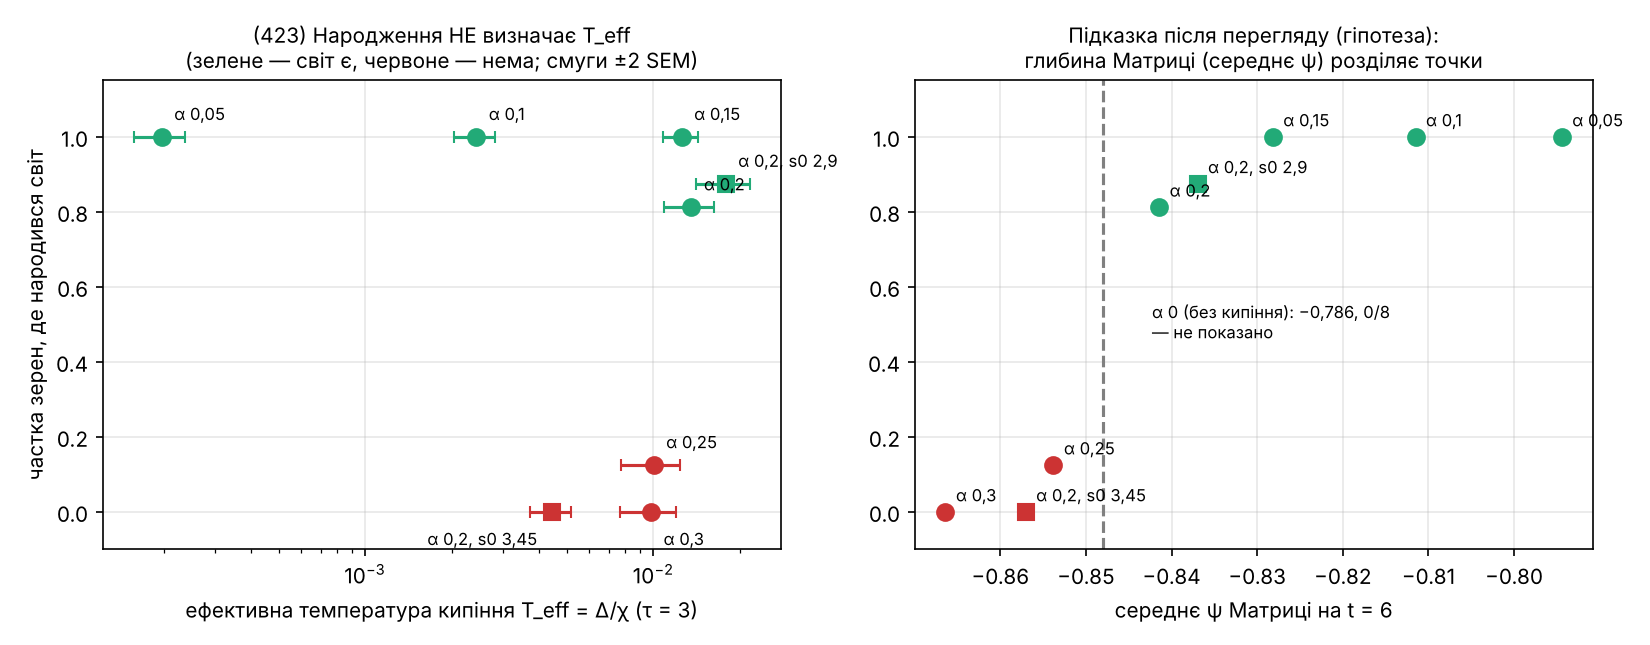 (423) Народження НЕ визначає T_eff
(зелене — світ є, червоне — нема; смуги ±2 SEM)
α 0,05
α 0,1
α 0,15
α 0,2, s0 2,9
α 0,2
α 0,25
α 0,2, s0 3,45
α 0,3
1.0
0.8
0.6
0.4
0.2
0.0
частка зерен, де народився світ
10⁻³
10⁻²
ефективна температура кипіння T_eff = Δ/χ (τ = 3)
Підказка після перегляду (гіпотеза):
глибина Матриці (середнє ψ) розділяє точки
α 0,15
α 0,1
α 0,05
α 0,2, s0 2,9
α 0,2
α 0 (без кипіння): −0,786, 0/8
— не показано
α 0,25
α 0,3
α 0,2, s0 3,45
1.0
0.8
0.6
0.4
0.2
0.0
−0.86
−0.85
−0.84
−0.83
−0.82
−0.81
−0.80
середнє ψ Матриці на t = 6